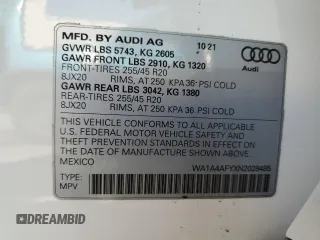 MFD. BY AUDI AG 10 21
GVWR LBS 5743, KG 2605
GAWR FRONT LBS 2910, KG 1320
FRONT-TIRES 255/45 R20
8JX20 RIMS, AT 250 KPA 36 PSI COLD
GAWR REAR LBS 3042, KG 1380
REAR-TIRES 255/45 R20
8JX20 RIMS, AT 250 KPA 36 PSI COLD
Audi
THIS VEHICLE CONFORMS TO ALL APPLICABLE
U.S. FEDERAL MOTOR VEHICLE SAFETY, BUMPER AND
THEFT PREVENTION STANDARDS IN EFFECT ON THE
DATE OF MANUFACTURE SHOWN ABOVE.
MEXICO
WA1A4AFYXN2029485
TYPE:
MPV
DREAMBID